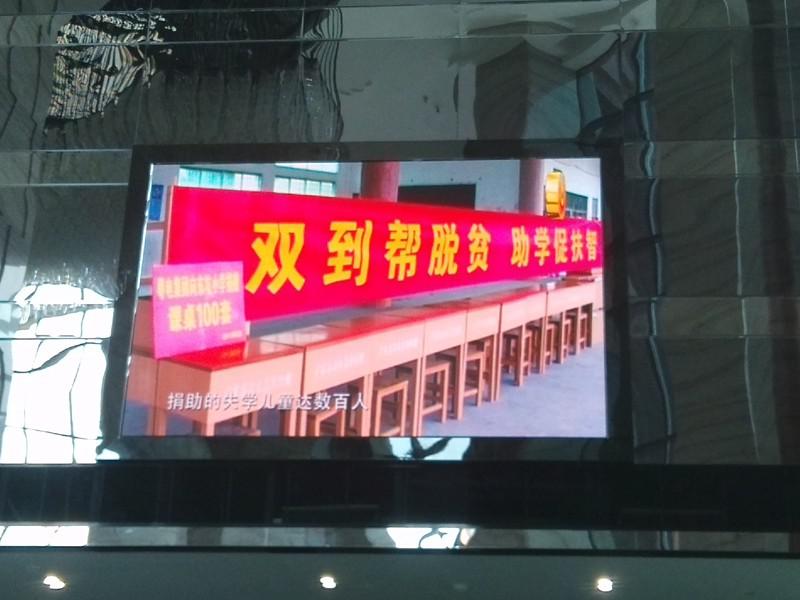 双到帮脱贫 助学促扶智
课桌100套
捐助的失学儿童达数百人